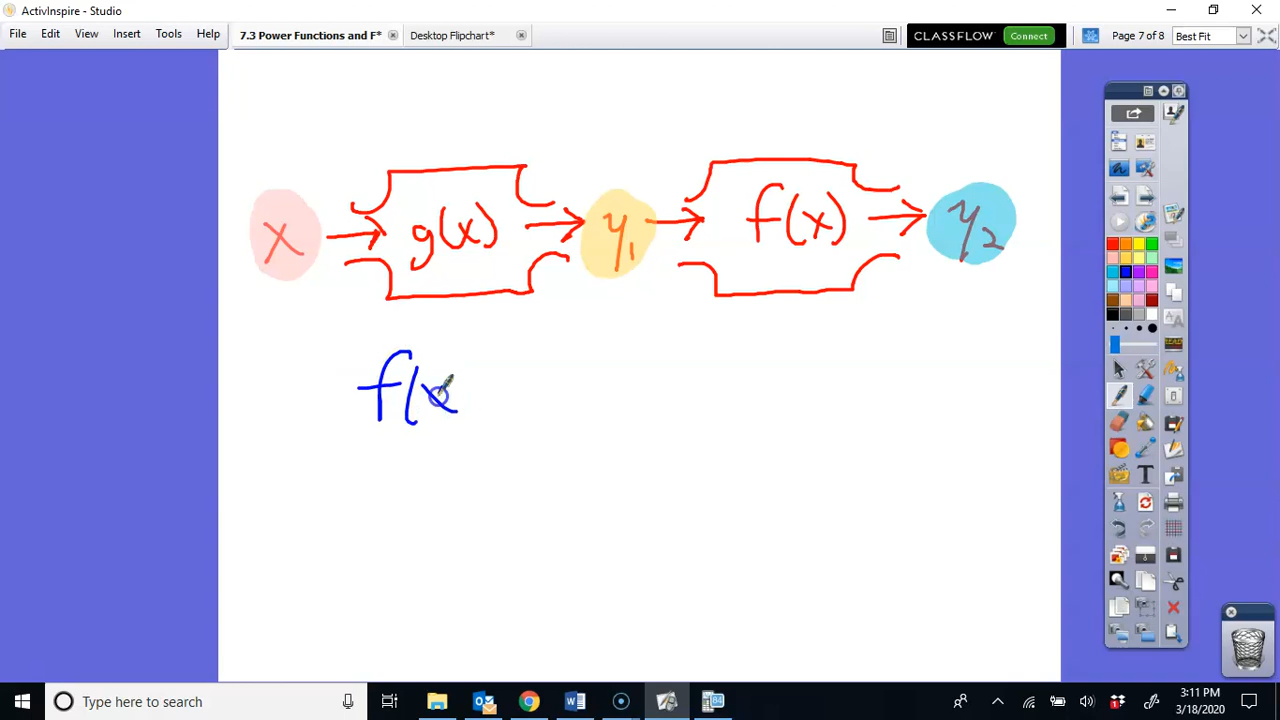 ActivInspire - Studio
File Edit View Insert Tools Help
7.3 Power Functions and F* Desktop Flipchart*
CLASSFLOW Connect
Page 7 of 8 Best Fit
x → g(x) → y₁ → f(x) → y₂
f(x
Type here to search
3:11 PM
3/18/2020